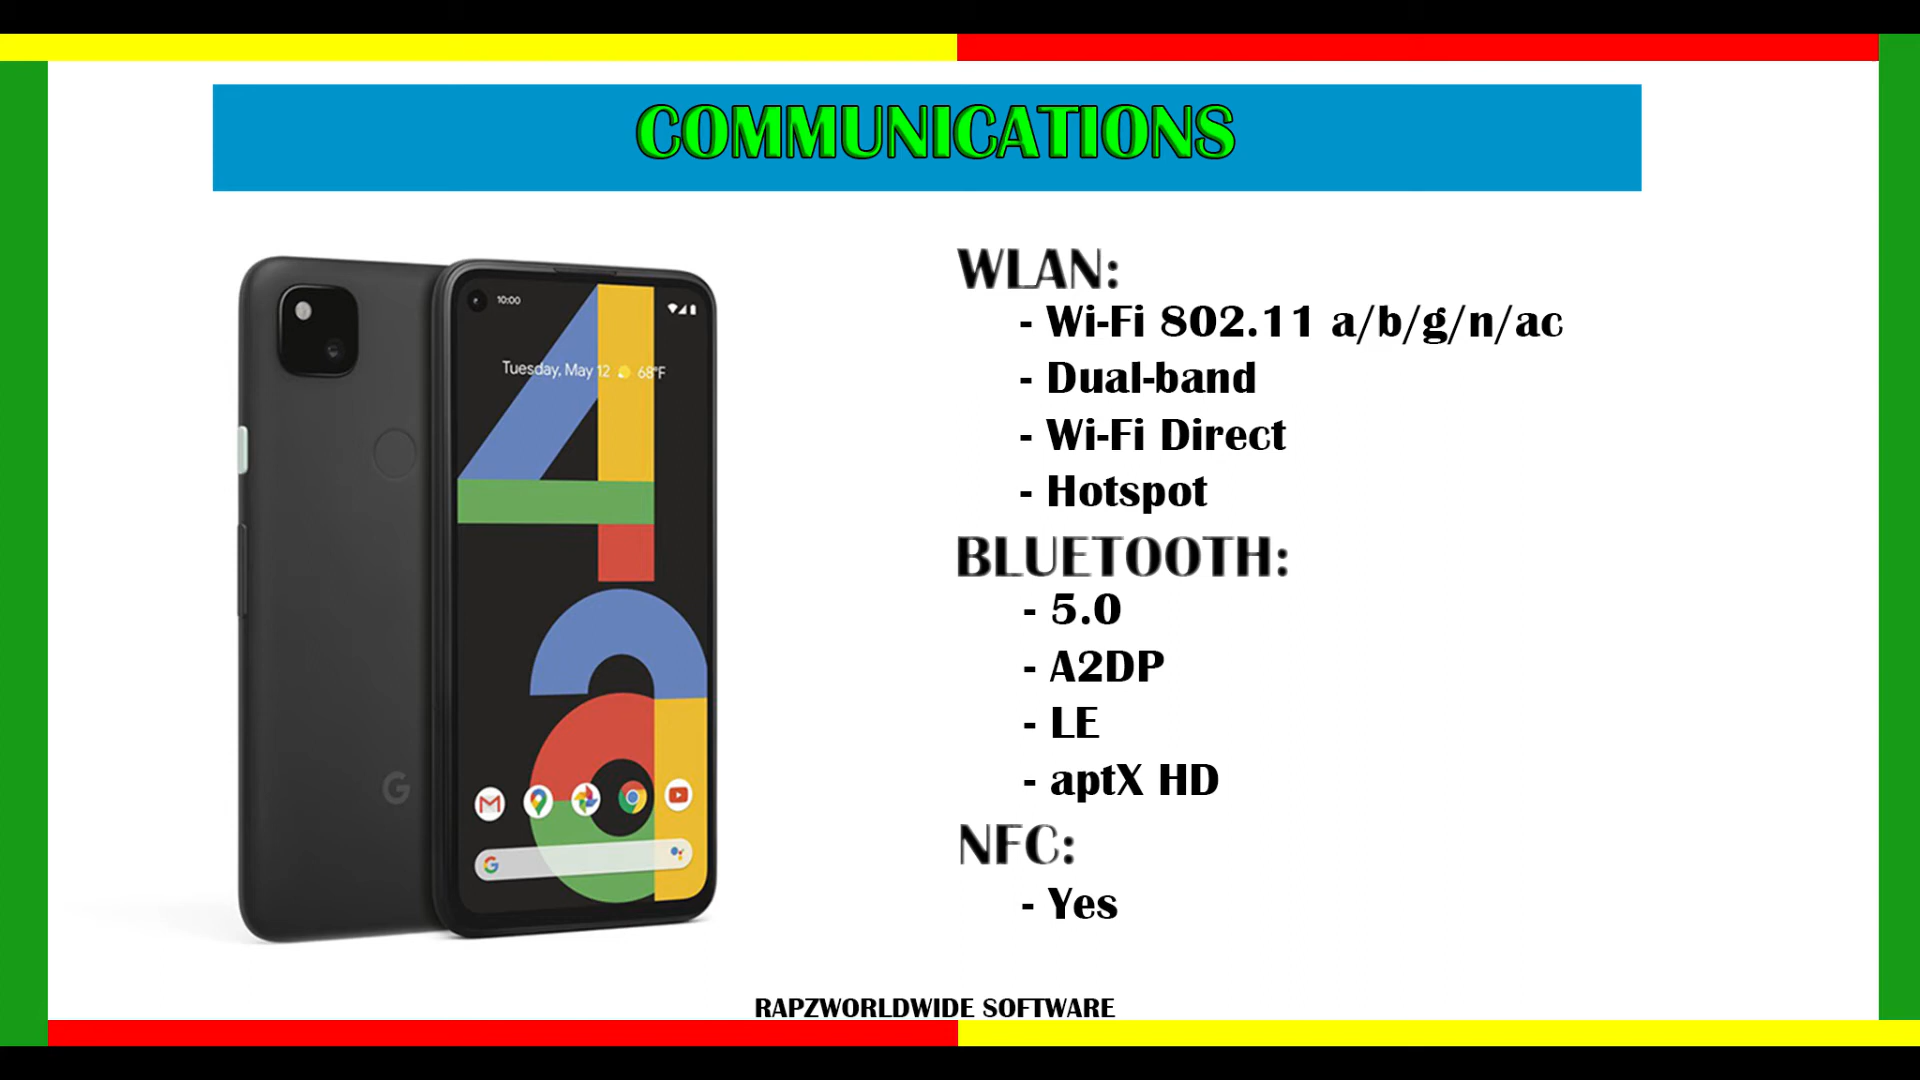 COMMUNICATIONS
10:00
Tuesday, May 12 68°F
4a
G
WLAN:
- Wi-Fi 802.11 a/b/g/n/ac
- Dual-band
- Wi-Fi Direct
- Hotspot
BLUETOOTH:
- 5.0
- A2DP
- LE
- aptX HD
NFC:
- Yes
RAPZWORLDWIDE SOFTWARE